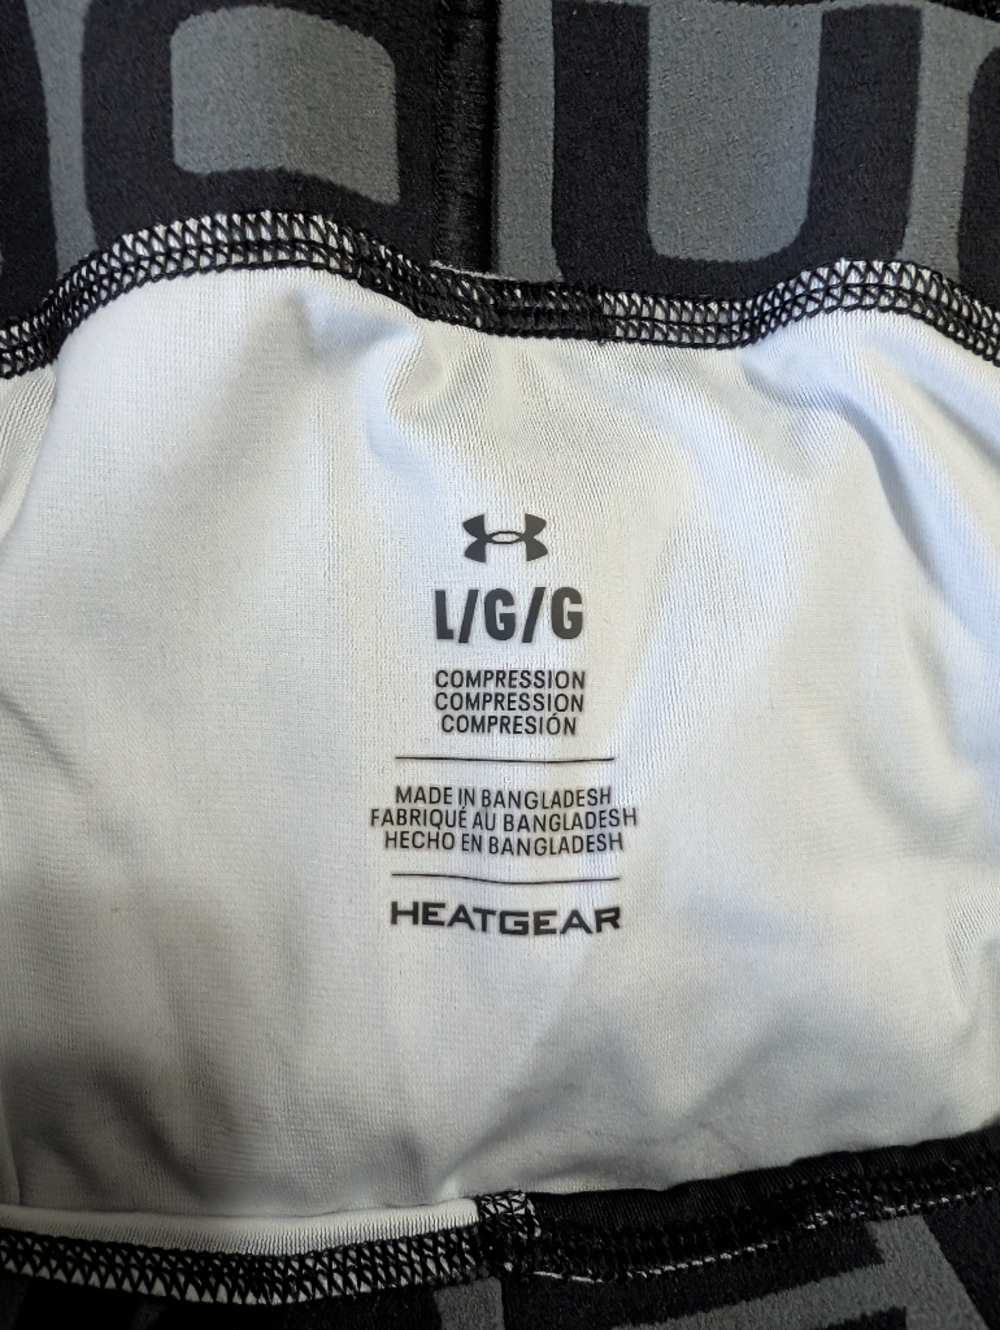 L/G/G
COMPRESSION
COMPRESSION
COMPRESIÓN
MADE IN BANGLADESH
FABRIQUÉ AU BANGLADESH
HECHO EN BANGLADESH
HEATGEAR